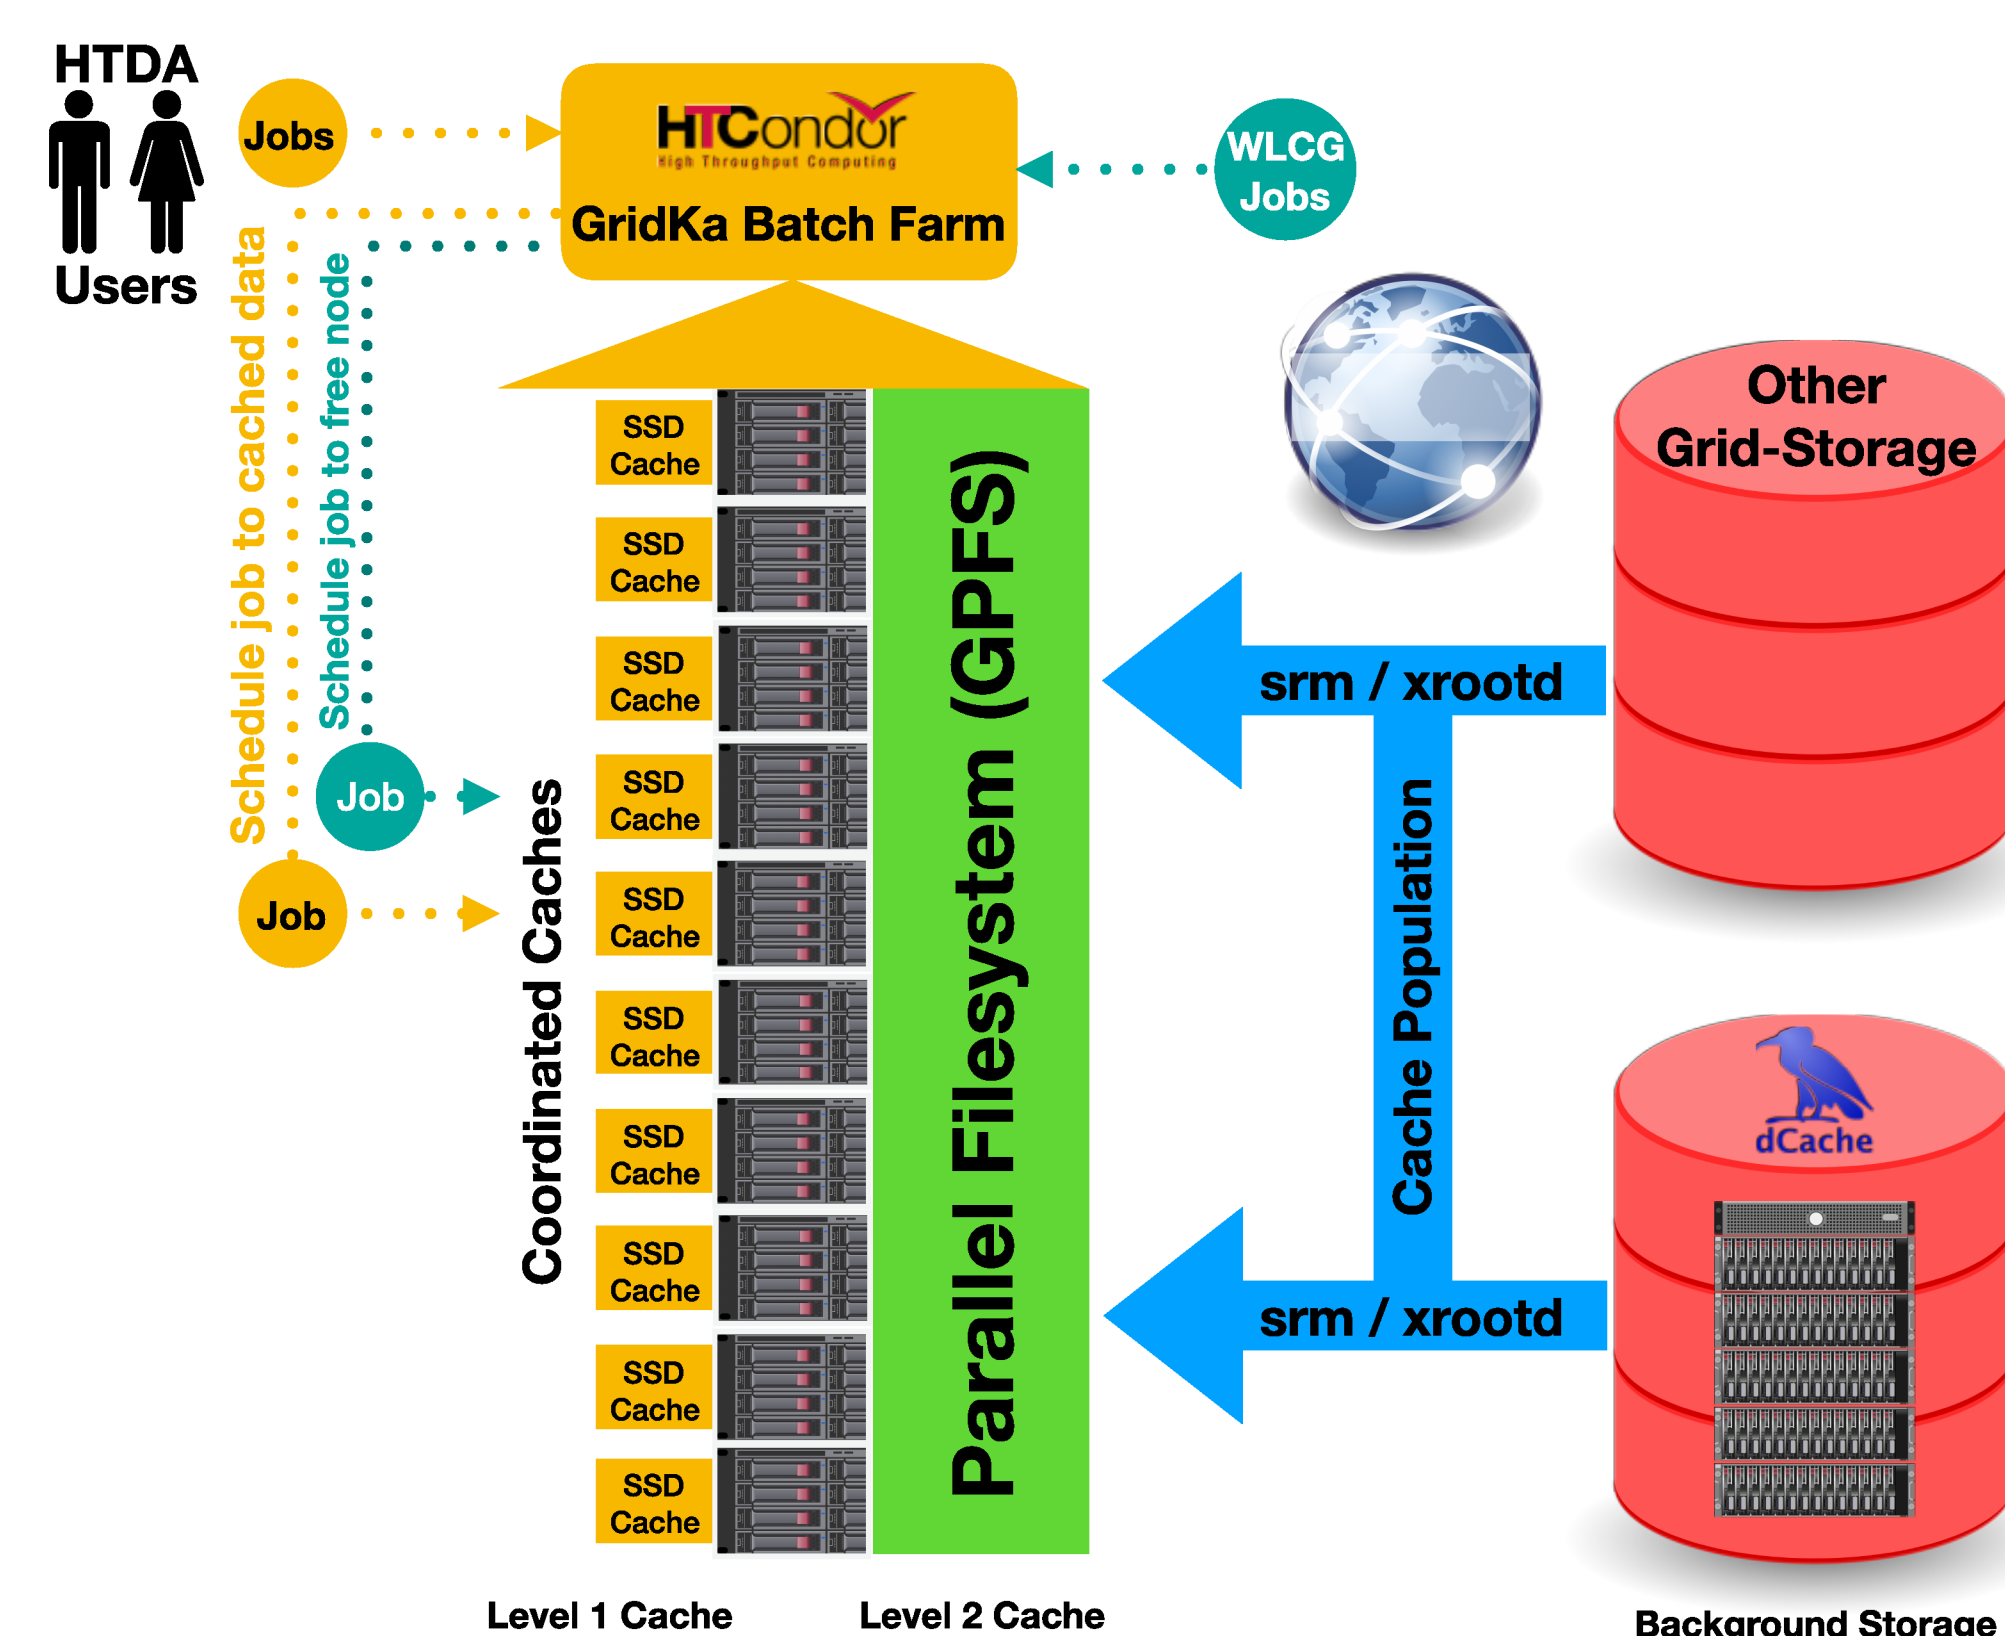 HTDA
Users
Jobs
HTCondor
High Throughput Computing
GridKa Batch Farm
WLCG
Jobs
Schedule job to cached data
Schedule job to free node
Job
Job
Coordinated Caches
SSD
Cache
SSD
Cache
SSD
Cache
SSD
Cache
SSD
Cache
SSD
Cache
SSD
Cache
SSD
Cache
SSD
Cache
SSD
Cache
Parallel Filesystem (GPFS)
srm / xrootd
Cache Population
srm / xrootd
Other
Grid-Storage
dCache
Level 1 Cache
Level 2 Cache
Background Storage